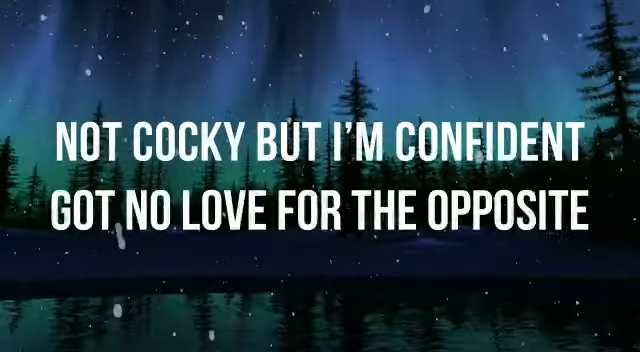 NOT COCKY BUT I'M CONFIDENT
GOT NO LOVE FOR THE OPPOSITE